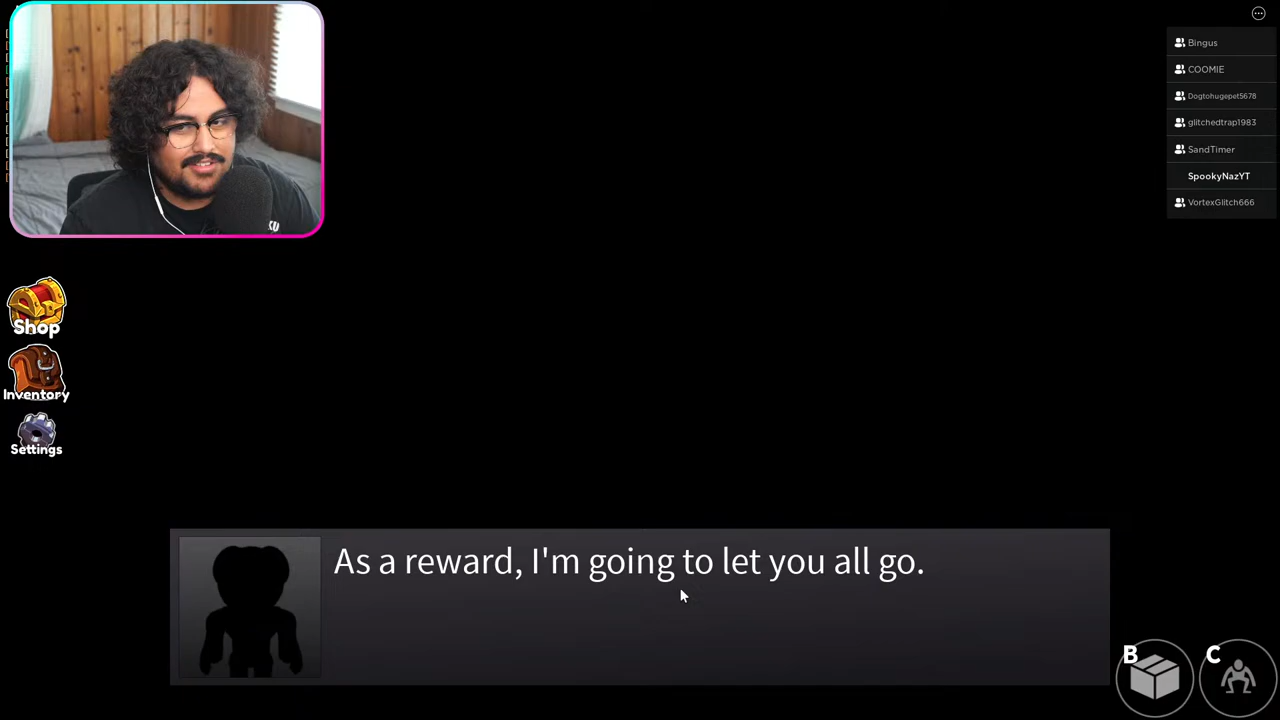 Bingus
COOMIE
Dogtohugepet5678
glitchedtrap1983
SandTimer
SpookyNazYT
VortexGlitch666
Shop
Inventory
Settings
As a reward, I'm going to let you all go.
B
C